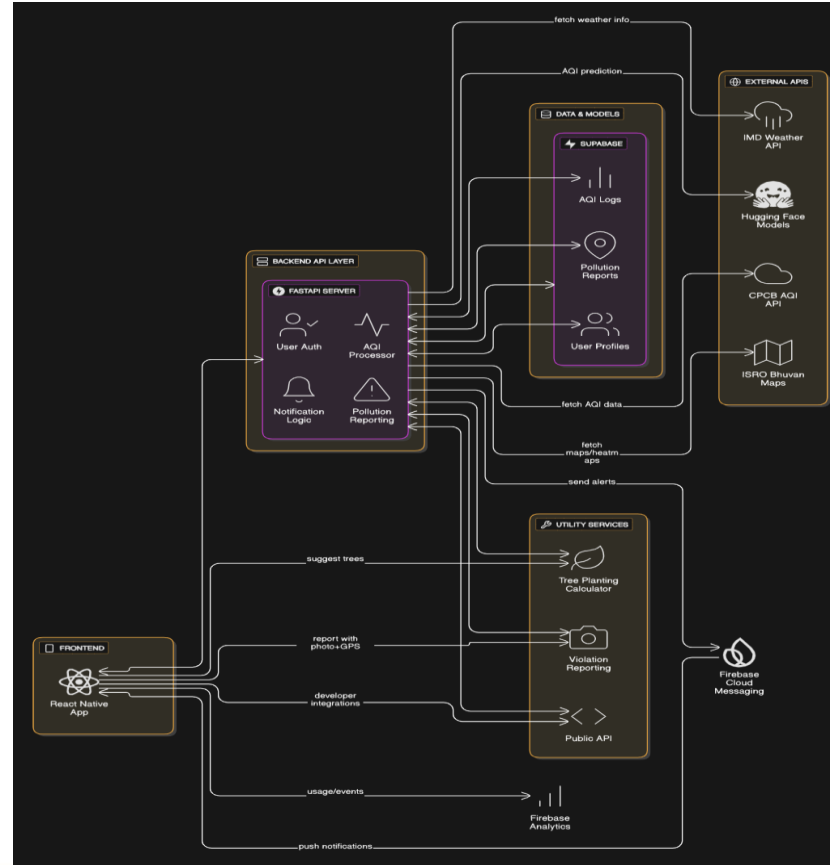 fetch weather info
AQI prediction
EXTERNAL APIS
IMD Weather
API
Hugging Face
Models
CPCB AQI
API
ISRO Bhuvan
Maps
DATA & MODELS
SUPABASE
AQI Logs
Pollution
Reports
User Profiles
BACKEND API LAYER
FASTAPI SERVER
User Auth
AQI
Processor
Notification
Logic
Pollution
Reporting
fetch AQI data
fetch
maps/heatm
aps
send alerts
UTILITY SERVICES
Tree Planting
Calculator
Violation
Reporting
Public API
suggest trees
report with
photo+GPS
developer
integrations
FRONTEND
React Native
App
Firebase
Cloud
Messaging
usage/events
Firebase
Analytics
push notifications